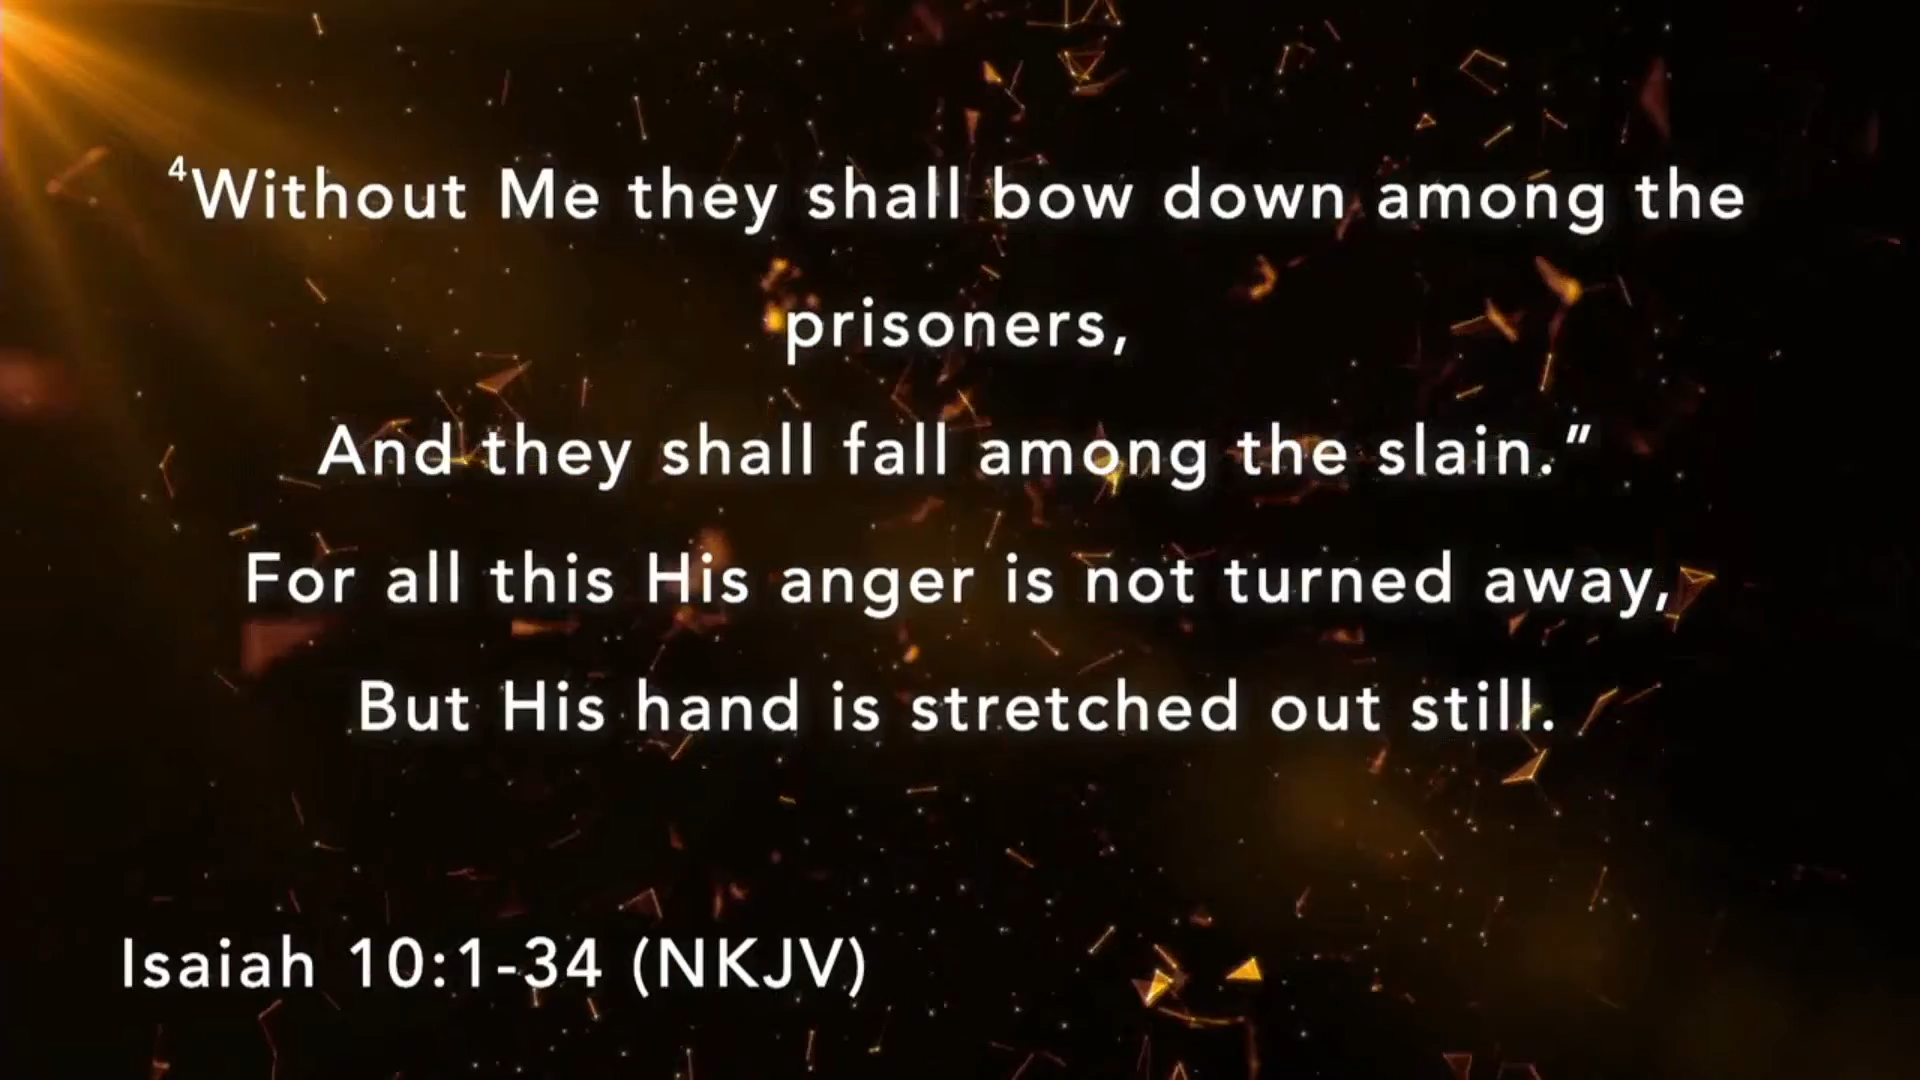 ⁴Without Me they shall bow down among the
prisoners,
And they shall fall among the slain.”
For all this His anger is not turned away,
But His hand is stretched out still.
Isaiah 10:1-34 (NKJV)